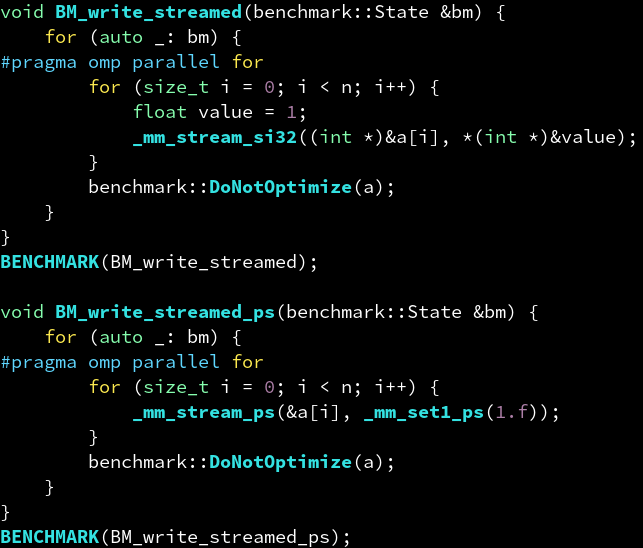 void BM_write_streamed(benchmark::State &bm) {
    for (auto _: bm) {
#pragma omp parallel for
        for (size_t i = 0; i < n; i++) {
            float value = 1;
            _mm_stream_si32((int *)&a[i], *(int *)&value);
        }
        benchmark::DoNotOptimize(a);
    }
}
BENCHMARK(BM_write_streamed);

void BM_write_streamed_ps(benchmark::State &bm) {
    for (auto _: bm) {
#pragma omp parallel for
        for (size_t i = 0; i < n; i++) {
            _mm_stream_ps(&a[i], _mm_set1_ps(1.f));
        }
        benchmark::DoNotOptimize(a);
    }
}
BENCHMARK(BM_write_streamed_ps);